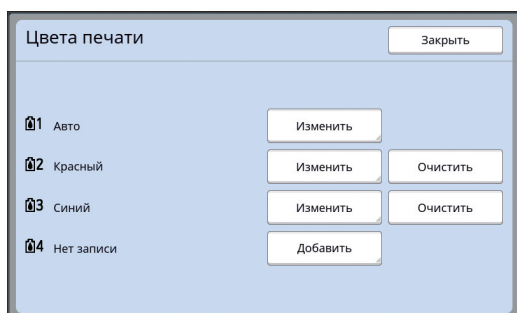 Цвета печати Закрыть
1 Авто Изменить
2 Красный Изменить Очистить
3 Синий Изменить Очистить
4 Нет записи Добавить